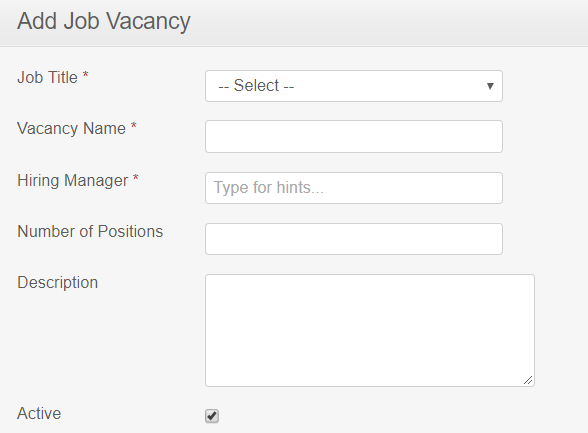 Add Job Vacancy
Job Title *
-- Select --
Vacancy Name *
Hiring Manager *
Type for hints...
Number of Positions
Description
Active